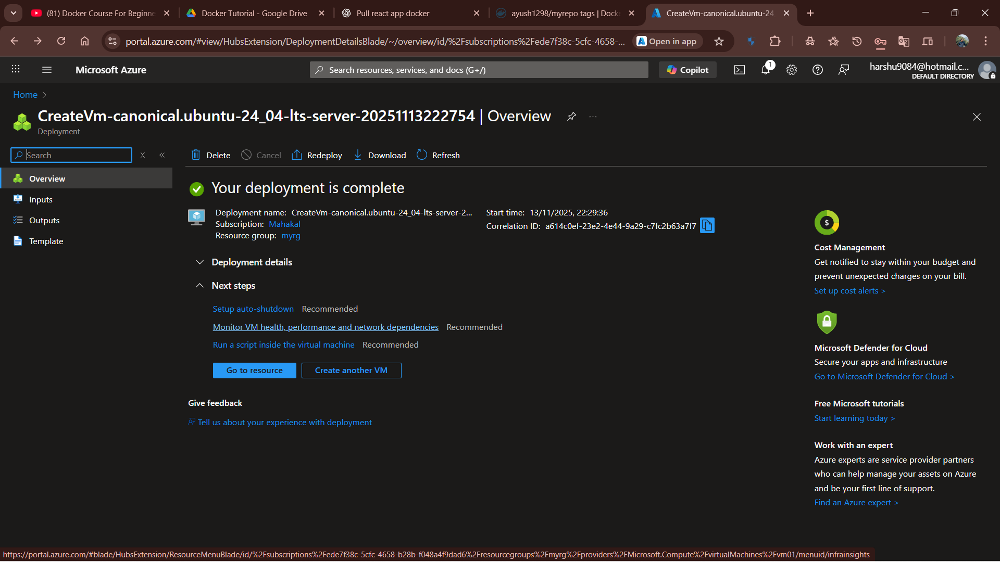 (81) Docker Course For Beginne
Docker Tutorial - Google Drive
Pull react app docker
ayush1298/myrepo tags | Docke
CreateVm-canonical.ubuntu-24_
portal.azure.com/#view/HubsExtension/DeploymentDetailsBlade/~/overview/id/%2Fsubscriptions%2Fede7f38c-5cfc-4658-...
Open in app
Microsoft Azure
Search resources, services, and docs (G+/)
Copilot
1
harshu9084@hotmail.c...
DEFAULT DIRECTORY
Home
CreateVm-canonical.ubuntu-24_04-lts-server-20251113222754 | Overview
Deployment
Search
Overview
Inputs
Outputs
Template
Delete
Cancel
Redeploy
Download
Refresh
Your deployment is complete
Deployment name: CreateVm-canonical.ubuntu-24_04-lts-server-2...
Subscription: Mahakal
Resource group: myrg
Start time: 13/11/2025, 22:29:36
Correlation ID: a614c0ef-23e2-4e44-9a29-c7fc2b63a7f7
Deployment details
Next steps
Setup auto-shutdown Recommended
Monitor VM health, performance and network dependencies Recommended
Run a script inside the virtual machine Recommended
Go to resource
Create another VM
Give feedback
Tell us about your experience with deployment
$
Cost Management
Get notified to stay within your budget and
prevent unexpected charges on your bill.
Set up cost alerts >
Microsoft Defender for Cloud
Secure your apps and infrastructure
Go to Microsoft Defender for Cloud >
Free Microsoft tutorials
Start learning today >
Work with an expert
Azure experts are service provider partners
who can help manage your assets on Azure
and be your first line of support.
Find an Azure expert >
https://portal.azure.com/#blade/HubsExtension/ResourceMenuBlade/id/%2Fsubscriptions%2Fede7f38c-5cfc-4658-b28b-f048a4f9dad6%2Fresourcegroups%2Fmyrg%2Fproviders%2FMicrosoft.Compute%2FvirtualMachines%2Fvm01/menuid/infrainsights